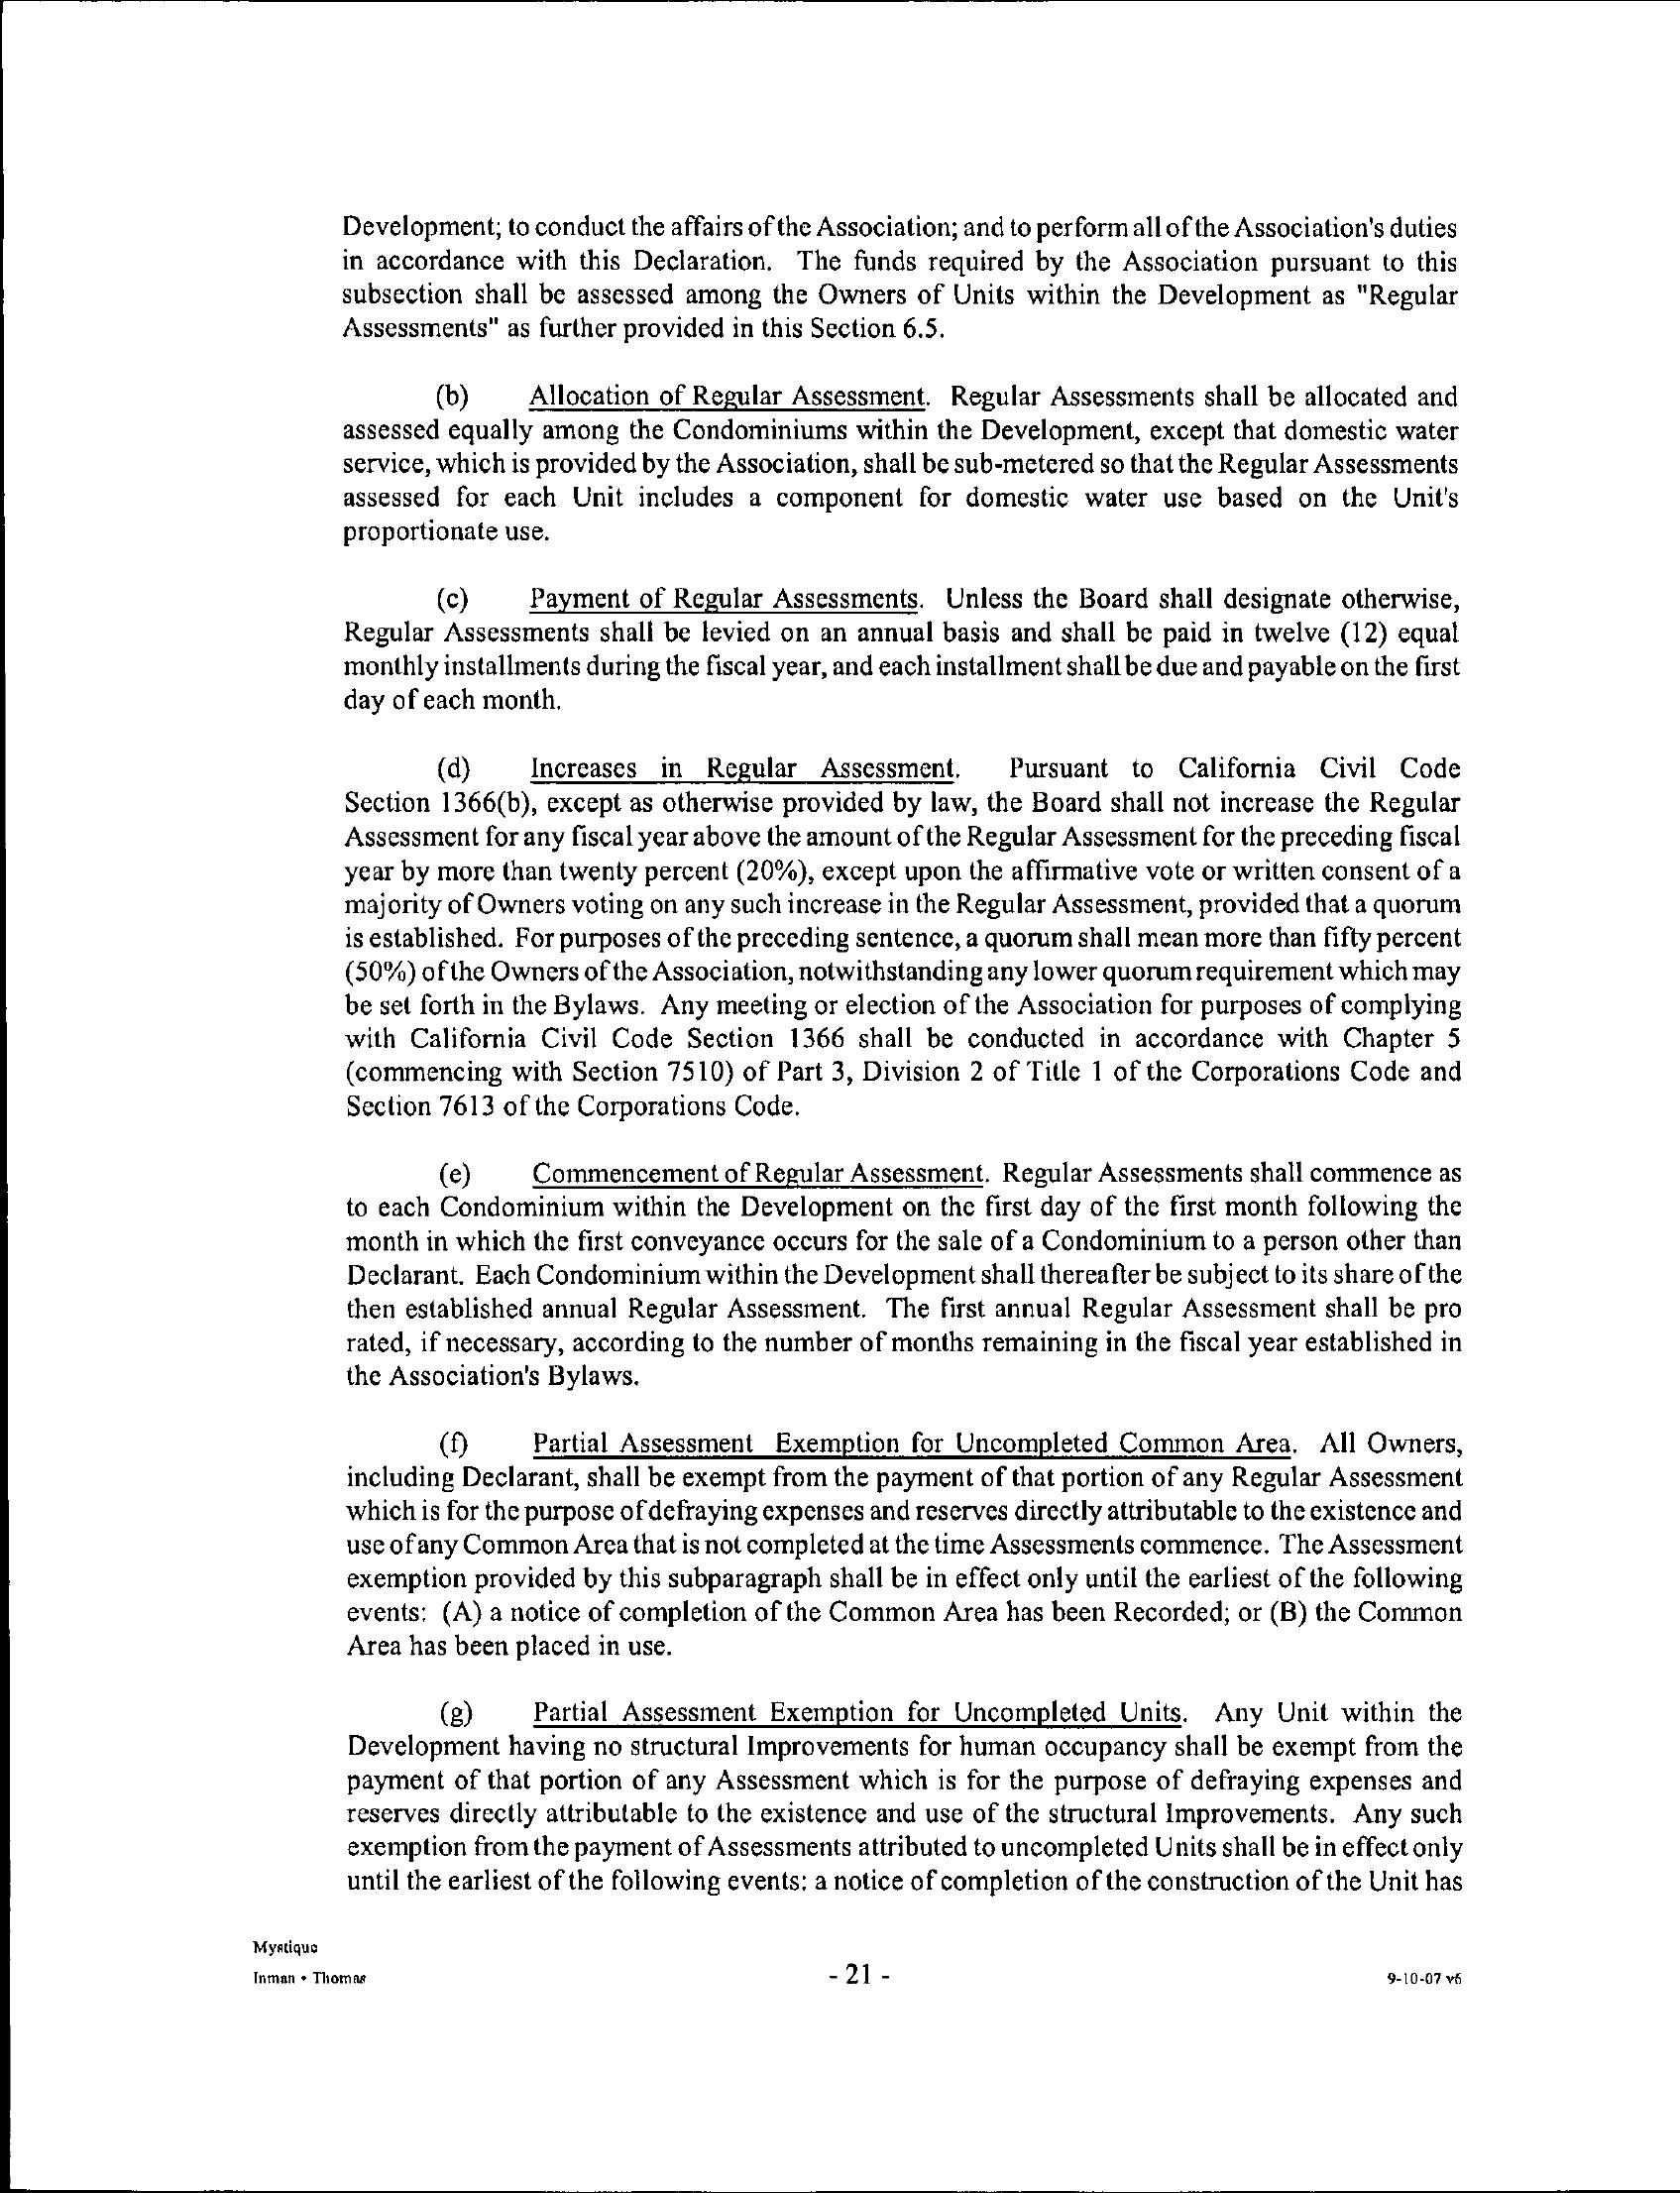 Development; to conduct the affairs of the Association; and to perform all of the Association's duties
in accordance with this Declaration. The funds required by the Association pursuant to this
subsection shall be assessed among the Owners of Units within the Development as "Regular
Assessments" as further provided in this Section 6.5.
(b) Allocation of Regular Assessment. Regular Assessments shall be allocated and
assessed equally among the Condominiums within the Development, except that domestic water
service, which is provided by the Association, shall be sub-metered so that the Regular Assessments
assessed for each Unit includes a component for domestic water use based on the Unit's
proportionate use.
(c) Payment of Regular Assessments. Unless the Board shall designate otherwise,
Regular Assessments shall be levied on an annual basis and shall be paid in twelve (12) equal
monthly installments during the fiscal year, and each installment shall be due and payable on the first
day of each month.
(d) Increases in Regular Assessment. Pursuant to California Civil Code
Section 1366(b), except as otherwise provided by law, the Board shall not increase the Regular
Assessment for any fiscal year above the amount of the Regular Assessment for the preceding fiscal
year by more than twenty percent (20%), except upon the affirmative vote or written consent of a
majority of Owners voting on any such increase in the Regular Assessment, provided that a quorum
is established. For purposes of the preceding sentence, a quorum shall mean more than fifty percent
(50%) of the Owners of the Association, notwithstanding any lower quorum requirement which may
be set forth in the Bylaws. Any meeting or election of the Association for purposes of complying
with California Civil Code Section 1366 shall be conducted in accordance with Chapter 5
(commencing with Section 7510) of Part 3, Division 2 of Title 1 of the Corporations Code and
Section 7613 of the Corporations Code.
(e) Commencement of Regular Assessment. Regular Assessments shall commence as
to each Condominium within the Development on the first day of the first month following the
month in which the first conveyance occurs for the sale of a Condominium to a person other than
Declarant. Each Condominium within the Development shall thereafter be subject to its share of the
then established annual Regular Assessment. The first annual Regular Assessment shall be pro
rated, if necessary, according to the number of months remaining in the fiscal year established in
the Association's Bylaws.
(f) Partial Assessment Exemption for Uncompleted Common Area. All Owners,
including Declarant, shall be exempt from the payment of that portion of any Regular Assessment
which is for the purpose of defraying expenses and reserves directly attributable to the existence and
use of any Common Area that is not completed at the time Assessments commence. The Assessment
exemption provided by this subparagraph shall be in effect only until the earliest of the following
events: (A) a notice of completion of the Common Area has been Recorded; or (B) the Common
Area has been placed in use.
(g) Partial Assessment Exemption for Uncompleted Units. Any Unit within the
Development having no structural Improvements for human occupancy shall be exempt from the
payment of that portion of any Assessment which is for the purpose of defraying expenses and
reserves directly attributable to the existence and use of the structural Improvements. Any such
exemption from the payment of Assessments attributed to uncompleted Units shall be in effect only
until the earliest of the following events: a notice of completion of the construction of the Unit has
Mystique
Inman • Thomas - 21 - 9-10-07 v6